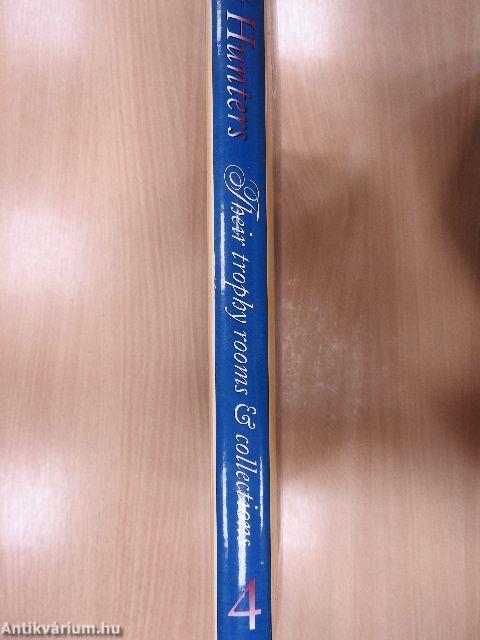 Hunters Their trophy rooms & collections 4
Antikvárium.hu